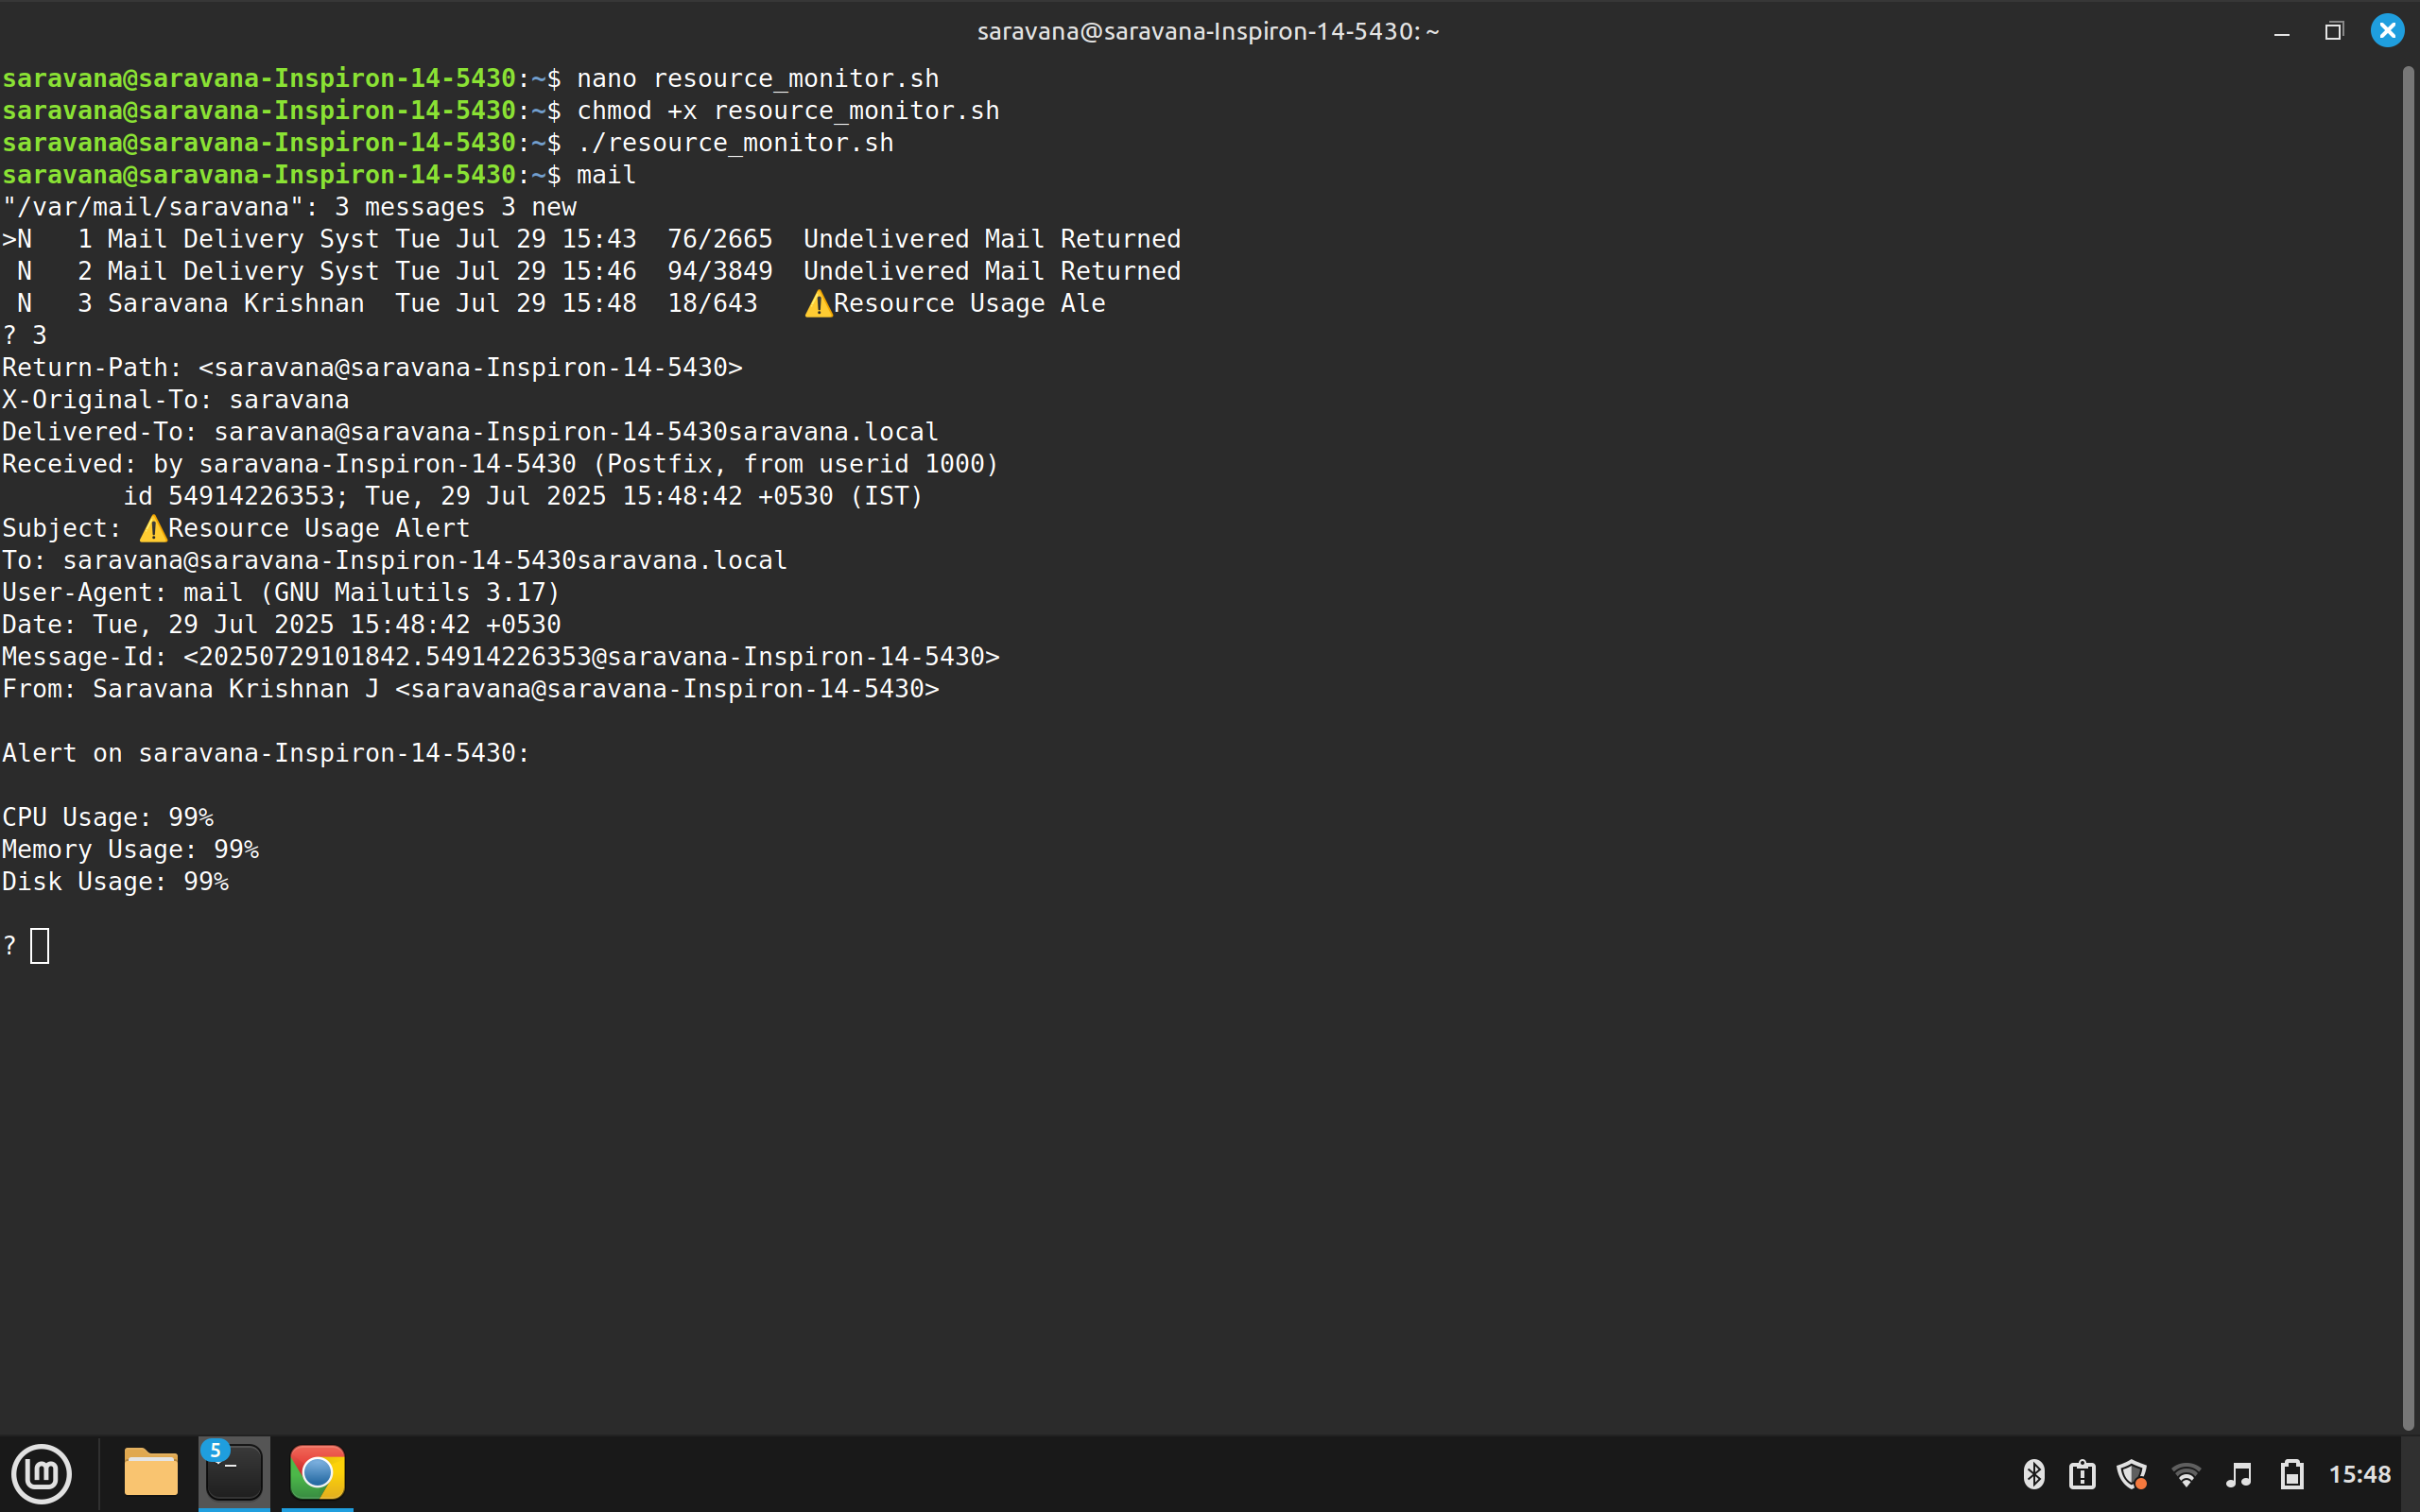 saravana@saravana-Inspiron-14-5430: ~
saravana@saravana-Inspiron-14-5430:~$ nano resource_monitor.sh
saravana@saravana-Inspiron-14-5430:~$ chmod +x resource_monitor.sh
saravana@saravana-Inspiron-14-5430:~$ ./resource_monitor.sh
saravana@saravana-Inspiron-14-5430:~$ mail
"/var/mail/saravana": 3 messages 3 new
>N   1 Mail Delivery Syst Tue Jul 29 15:43  76/2665  Undelivered Mail Returned
 N   2 Mail Delivery Syst Tue Jul 29 15:46  94/3849  Undelivered Mail Returned
 N   3 Saravana Krishnan  Tue Jul 29 15:48  18/643   ⚠️Resource Usage Ale
? 3
Return-Path: <saravana@saravana-Inspiron-14-5430>
X-Original-To: saravana
Delivered-To: saravana@saravana-Inspiron-14-5430saravana.local
Received: by saravana-Inspiron-14-5430 (Postfix, from userid 1000)
        id 54914226353; Tue, 29 Jul 2025 15:48:42 +0530 (IST)
Subject: ⚠️Resource Usage Alert
To: saravana@saravana-Inspiron-14-5430saravana.local
User-Agent: mail (GNU Mailutils 3.17)
Date: Tue, 29 Jul 2025 15:48:42 +0530
Message-Id: <20250729101842.54914226353@saravana-Inspiron-14-5430>
From: Saravana Krishnan J <saravana@saravana-Inspiron-14-5430>

Alert on saravana-Inspiron-14-5430:

CPU Usage: 99%
Memory Usage: 99%
Disk Usage: 99%

?
5
15:48